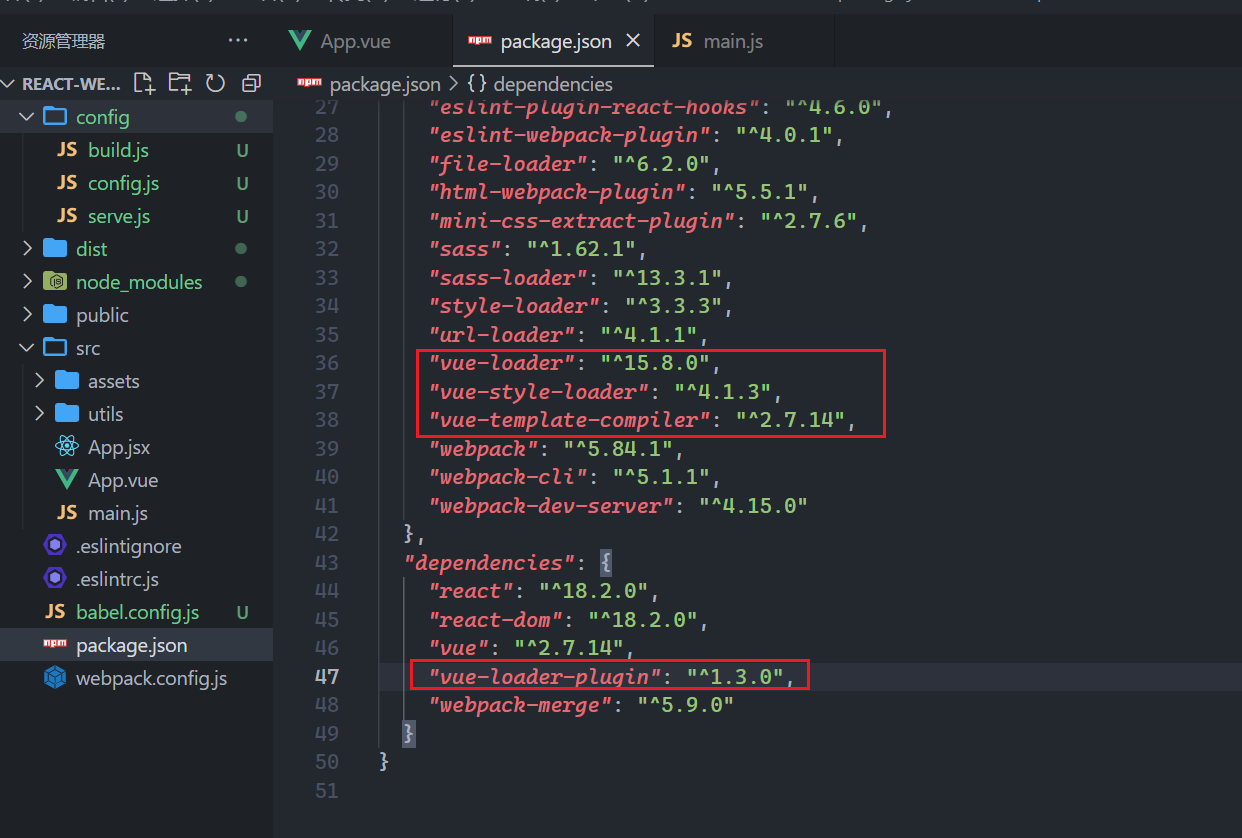 资源管理器 ···
App.vue
package.json
JS main.js
REACT-WE...
package.json > {} dependencies
config
JS build.js U
JS config.js U
JS serve.js U
dist
node_modules
public
src
assets
utils
App.jsx
App.vue
JS main.js
.eslintignore
.eslintrc.js
JS babel.config.js U
package.json
webpack.config.js
27 "eslint-plugin-react-hooks": "^4.6.0",
28 "eslint-webpack-plugin": "^4.0.1",
29 "file-loader": "^6.2.0",
30 "html-webpack-plugin": "^5.5.1",
31 "mini-css-extract-plugin": "^2.7.6",
32 "sass": "^1.62.1",
33 "sass-loader": "^13.3.1",
34 "style-loader": "^3.3.3",
35 "url-loader": "^4.1.1",
36 "vue-loader": "^15.8.0",
37 "vue-style-loader": "^4.1.3",
38 "vue-template-compiler": "^2.7.14",
39 "webpack": "^5.84.1",
40 "webpack-cli": "^5.1.1",
41 "webpack-dev-server": "^4.15.0"
42 },
43 "dependencies": {
44 "react": "^18.2.0",
45 "react-dom": "^18.2.0",
46 "vue": "^2.7.14",
47 "vue-loader-plugin": "^1.3.0",
48 "webpack-merge": "^5.9.0"
49 }
50 }
51